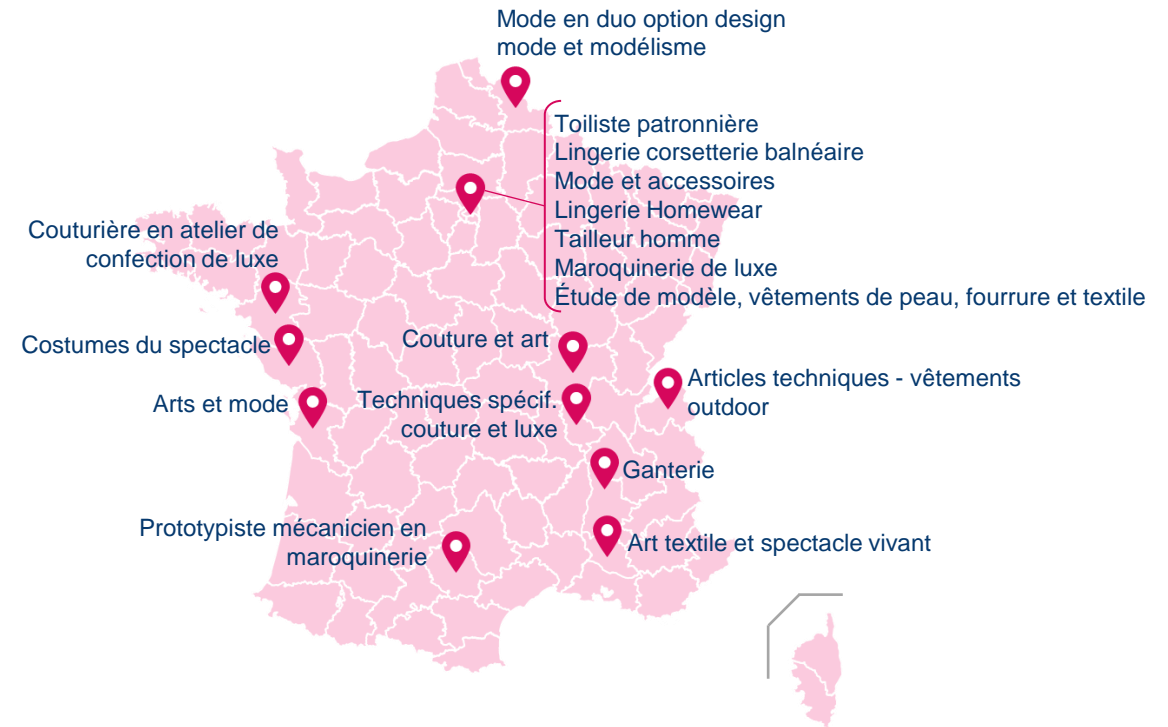 Mode en duo option design
mode et modélisme
Toiliste patronnière
Lingerie corsetterie balnéaire
Mode et accessoires
Lingerie Homewear
Tailleur homme
Maroquinerie de luxe
Étude de modèle, vêtements de peau, fourrure et textile
Couturière en atelier de
confection de luxe
Costumes du spectacle
Couture et art
Arts et mode
Techniques spécif.
couture et luxe
Articles techniques - vêtements
outdoor
Ganterie
Prototypiste mécanicien en
maroquinerie
Art textile et spectacle vivant